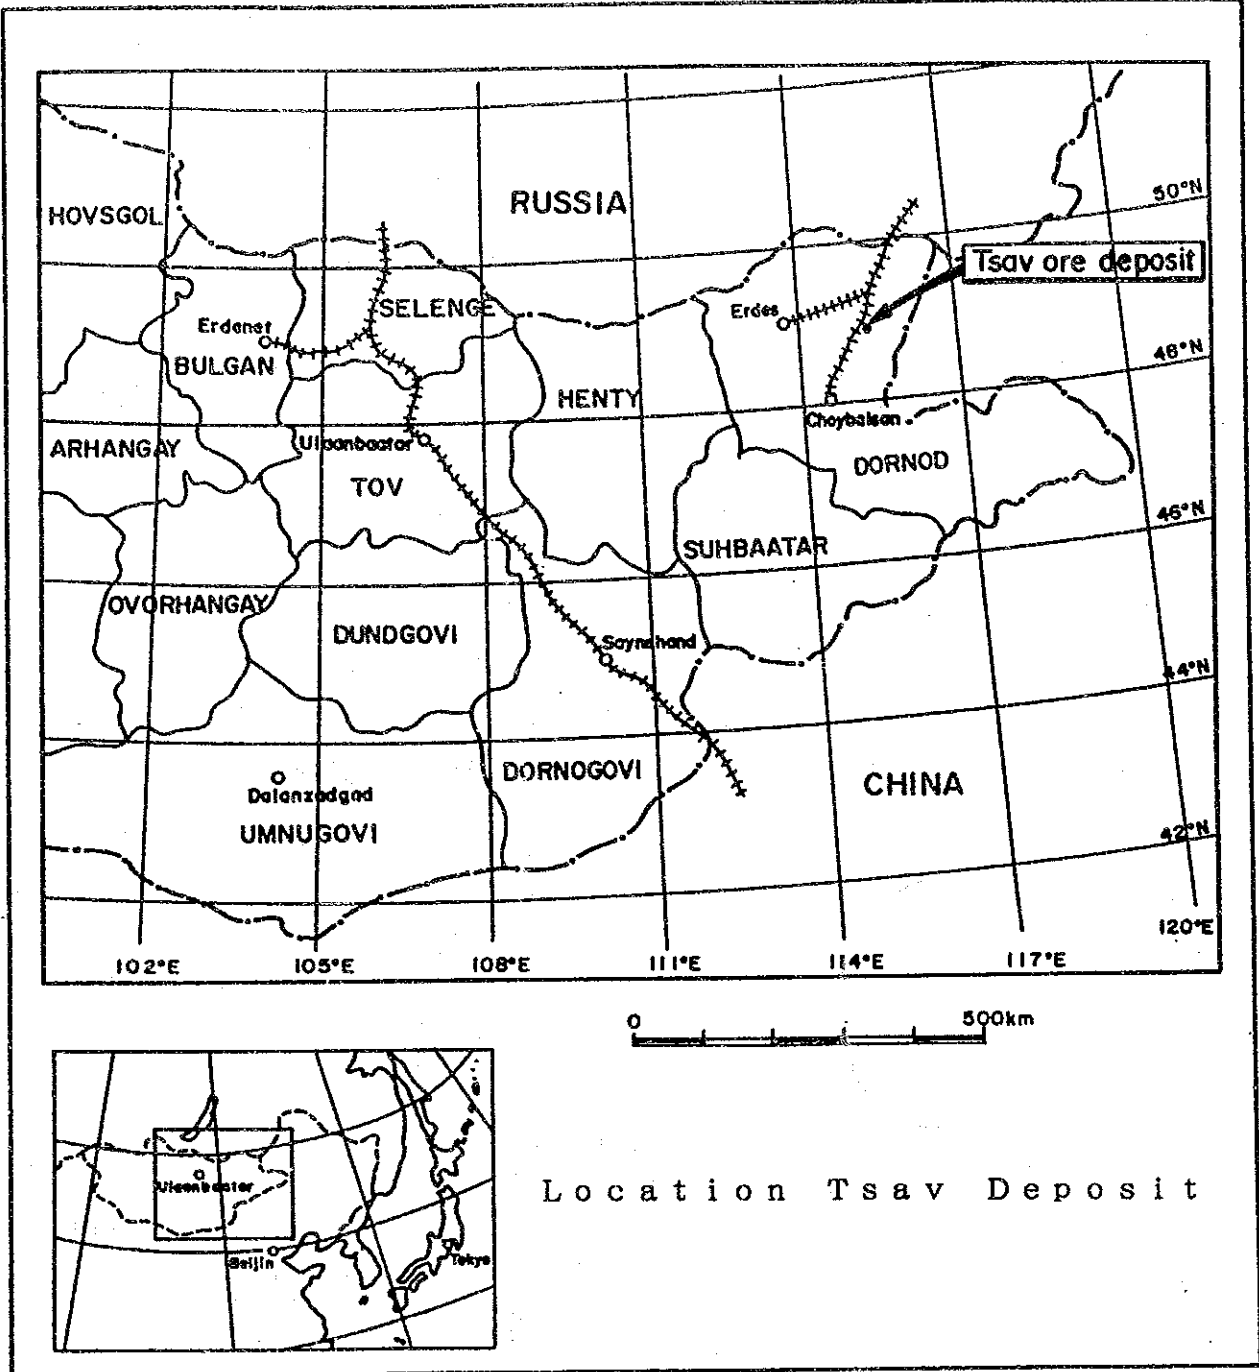 RUSSIA
50°N
HOVSGOL
Tsav ore deposit
SELENGE
Erdes
Erdenet
48°N
BULGAN
HENTY
Choybalsan
Ulaanbaatar
ARHANGAY
DORNOD
TOV
46°N
SUHBAATAR
OVORHANGAY
DUNDGOVI
Saynshand
44°N
DORNOGOVI
CHINA
Dalanzadgad
UMNUGOVI
42°N
120°E
102°E 105°E 108°E 111°E 114°E 117°E
0 500km
Ulaanbaatar
Location Tsav Deposit
Beijin
Tokyo